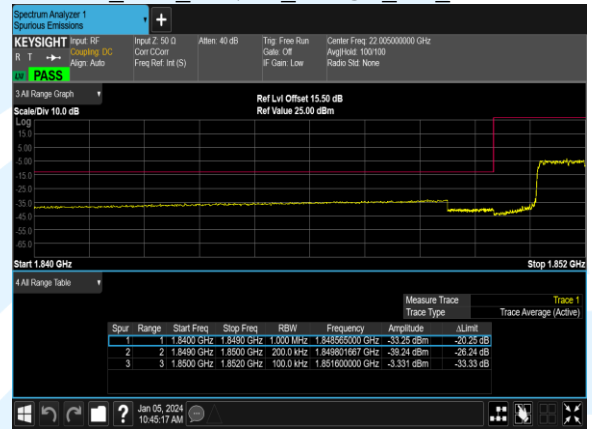 Spectrum Analyzer 1
Spurious Emissions
+
KEYSIGHT Input: RF Input Z: 50 Ω Atten: 40 dB Trig: Free Run Center Freq: 22.005000000 GHz
R T Coupling: DC Corr CCorr Gate: Off Avg|Hold: 100/100
Align: Auto Freq Ref: Int (S) IF Gain: Low Radio Std: None
LXI PASS
3 All Range Graph
Ref Lvl Offset 15.50 dB
Scale/Div 10.0 dB Ref Value 25.00 dBm
Log
15.0
5.00
-5.00
-15.0
-25.0
-35.0
-45.0
-55.0
-65.0
Start 1.840 GHz Stop 1.852 GHz
4 All Range Table
Measure Trace Trace 1
Trace Type Trace Average (Active)
Spur Range Start Freq Stop Freq RBW Frequency Amplitude ΔLimit
1 1 1.8400 GHz 1.8490 GHz 1.000 MHz 1.848565000 GHz -33.25 dBm -20.25 dB
2 2 1.8490 GHz 1.8500 GHz 200.0 kHz 1.849801667 GHz -39.24 dBm -26.24 dB
3 3 1.8500 GHz 1.8520 GHz 100.0 kHz 1.851600000 GHz -3.331 dBm -33.33 dB
? Jan 05, 2024
10:45:17 AM